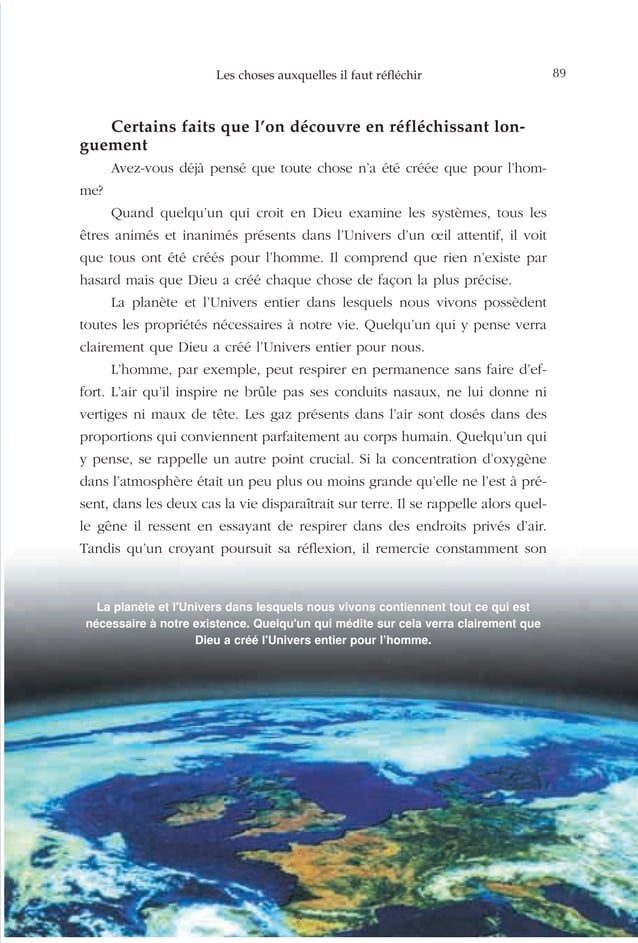 Les choses auxquelles il faut réfléchir
89
Certains faits que l'on découvre en réfléchissant lon-
guement
Avez-vous déjà pensé que toute chose n'a été créée que pour l'hom-
me?
Quand quelqu'un qui croit en Dieu examine les systèmes, tous les
êtres animés et inanimés présents dans l'Univers d'un œil attentif, il voit
que tous ont été créés pour l'homme. Il comprend que rien n'existe par
hasard mais que Dieu a créé chaque chose de façon la plus précise.
La planète et l'Univers entier dans lesquels nous vivons possèdent
toutes les propriétés nécessaires à notre vie. Quelqu'un qui y pense verra
clairement que Dieu a créé l'Univers entier pour nous.
L'homme, par exemple, peut respirer en permanence sans faire d'ef-
fort. L'air qu'il inspire ne brûle pas ses conduits nasaux, ne lui donne ni
vertiges ni maux de tête. Les gaz présents dans l'air sont dosés dans des
proportions qui conviennent parfaitement au corps humain. Quelqu'un qui
y pense, se rappelle un autre point crucial. Si la concentration d'oxygène
dans l'atmosphère était un peu plus ou moins grande qu'elle ne l'est à pré-
sent, dans les deux cas la vie disparaîtrait sur terre. Il se rappelle alors quel-
le gêne il ressent en essayant de respirer dans des endroits privés d'air.
Tandis qu'un croyant poursuit sa réflexion, il remercie constamment son
La planète et l'Univers dans lesquels nous vivons contiennent tout ce qui est
nécessaire à notre existence. Quelqu'un qui médite sur cela verra clairement que
Dieu a créé l'Univers entier pour l'homme.